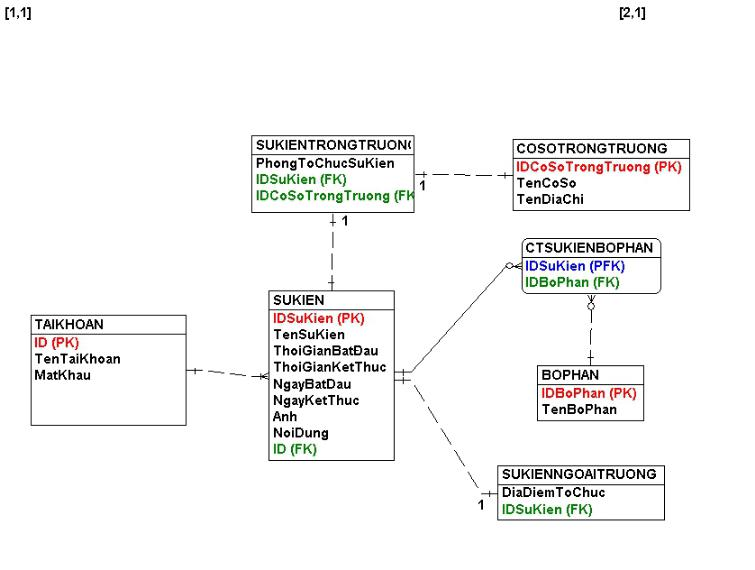 [1,1]
[2,1]
SUKIENTRONGTRUONG
PhongToChucSuKien
IDSuKien (FK)
IDCoSoTrongTruong (FK
1
1
COSOTRONGTRUONG
IDCoSoTrongTruong (PK)
TenCoSo
TenDiaChi
CTSUKIENBOPHAN
IDSuKien (PFK)
IDBoPhan (FK)
TAIKHOAN
ID (PK)
TenTaiKhoan
MatKhau
SUKIEN
IDSuKien (PK)
TenSuKien
ThoiGianBatĐau
ThoiGianKetThuc
NgayBatDau
NgayKetThuc
Anh
NoiDung
ID (FK)
BOPHAN
IDBoPhan (PK)
TenBoPhan
SUKIENNGOAITRUONG
DiaDiemToChuc
IDSuKien (FK)
1